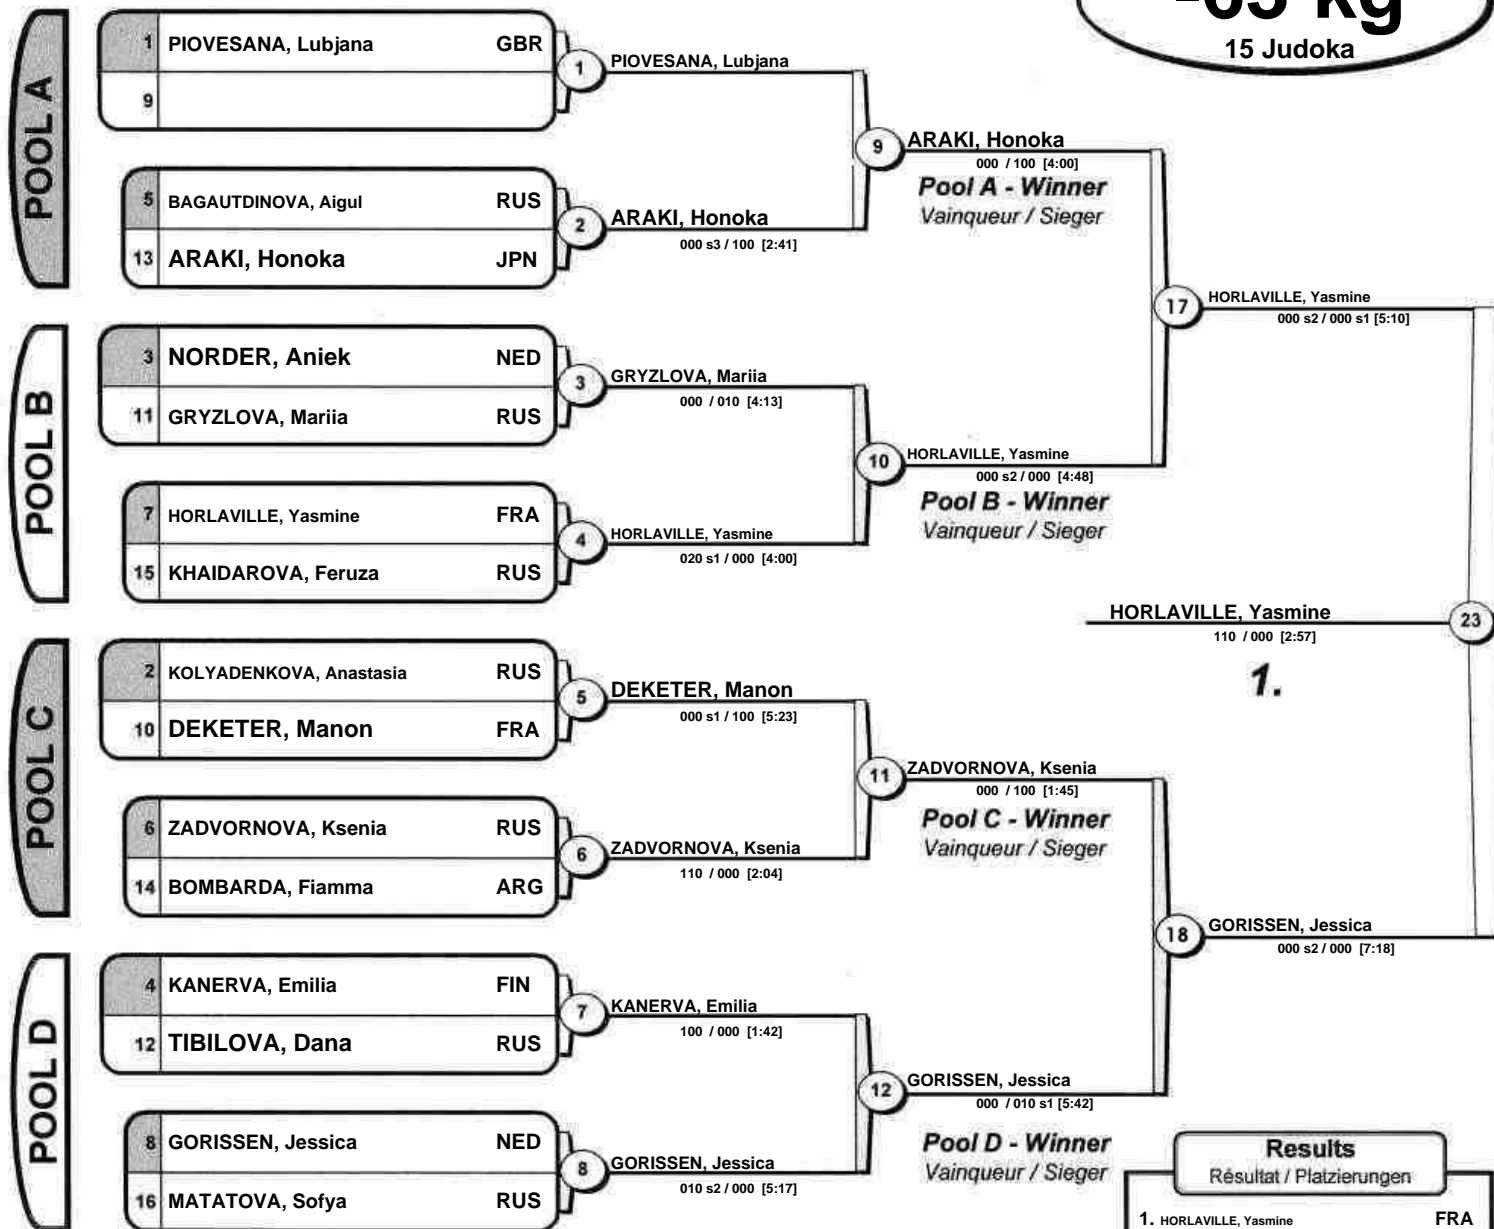 -63 kg
15 Judoka
POOL A
1 PIOVESANA, Lubjana GBR
9
5 BAGAUTDINOVA, Aigul RUS
13 ARAKI, Honoka JPN
1 PIOVESANA, Lubjana
2 ARAKI, Honoka
000 s3 / 100 [2:41]
9 ARAKI, Honoka
000 / 100 [4:00]
Pool A - Winner
Vainqueur / Sieger
POOL B
3 NORDER, Aniek NED
11 GRYZLOVA, Mariia RUS
7 HORLAVILLE, Yasmine FRA
15 KHAIDAROVA, Feruza RUS
3 GRYZLOVA, Mariia
000 / 010 [4:13]
4 HORLAVILLE, Yasmine
020 s1 / 000 [4:00]
10 HORLAVILLE, Yasmine
000 s2 / 000 [4:48]
Pool B - Winner
Vainqueur / Sieger
17 HORLAVILLE, Yasmine
000 s2 / 000 s1 [5:10]
HORLAVILLE, Yasmine 23
110 / 000 [2:57]
1.
POOL C
2 KOLYADENKOVA, Anastasia RUS
10 DEKETER, Manon FRA
6 ZADVORNOVA, Ksenia RUS
14 BOMBARDA, Fiamma ARG
5 DEKETER, Manon
000 s1 / 100 [5:23]
6 ZADVORNOVA, Ksenia
110 / 000 [2:04]
11 ZADVORNOVA, Ksenia
000 / 100 [1:45]
Pool C - Winner
Vainqueur / Sieger
18 GORISSEN, Jessica
000 s2 / 000 [7:18]
POOL D
4 KANERVA, Emilia FIN
12 TIBILOVA, Dana RUS
8 GORISSEN, Jessica NED
16 MATATOVA, Sofya RUS
7 KANERVA, Emilia
100 / 000 [1:42]
8 GORISSEN, Jessica
010 s2 / 000 [5:17]
12 GORISSEN, Jessica
000 / 010 s1 [5:42]
Pool D - Winner
Vainqueur / Sieger
Results
Résultat / Platzierungen
1. HORLAVILLE, Yasmine FRA